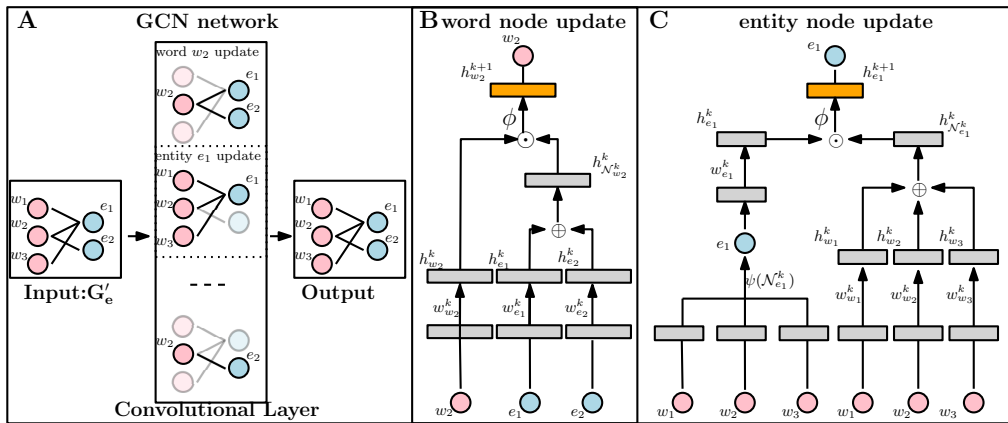 A
GCN network
word w₂ update
e₁
w₂
e₂
entity e₁ update
w₁
e₁
w₂
w₃
w₁
e₁
w₂
e₂
w₃
Input:G′ₑ
w₁
e₁
w₂
e₂
w₃
Output
w₂
e₂
Convolutional Layer
B word node update
w₂
h^{k+1}_{w₂}
ϕ
⊙
h^k_{𝒩^k_{w₂}}
⊕
h^k_{w₂} h^k_{e₁} h^k_{e₂}
w^k_{w₂} w^k_{e₁} w^k_{e₂}
w₂ e₁ e₂
C entity node update
e₁
h^{k+1}_{e₁}
h^k_{e₁} ϕ h^k_{𝒩^k_{e₁}}
⊙
w^k_{e₁}
⊕
e₁ h^k_{w₁} h^k_{w₂} h^k_{w₃}
ψ(𝒩^k_{e₁}) w^k_{w₁} w^k_{w₂} w^k_{w₃}
w₁ w₂ w₃ w₁ w₂ w₃